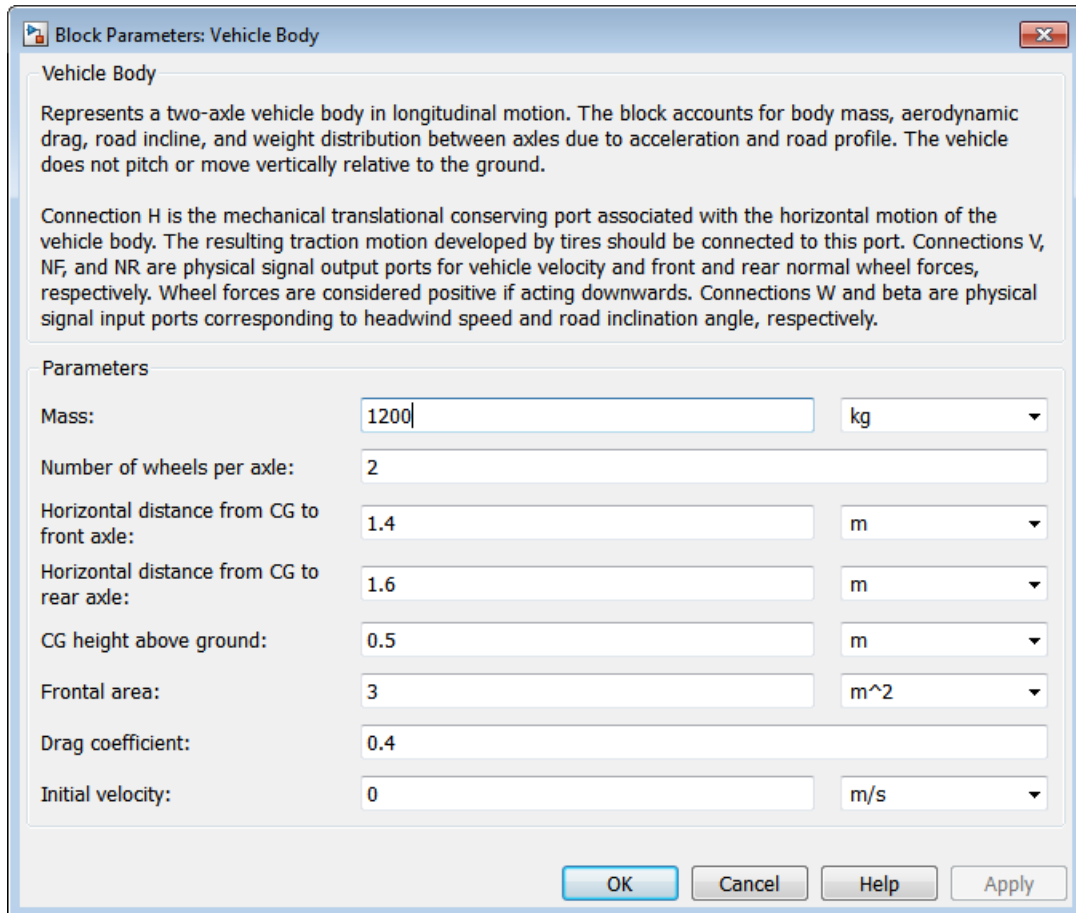 Block Parameters: Vehicle Body
Vehicle Body
Represents a two-axle vehicle body in longitudinal motion. The block accounts for body mass, aerodynamic
drag, road incline, and weight distribution between axles due to acceleration and road profile. The vehicle
does not pitch or move vertically relative to the ground.
Connection H is the mechanical translational conserving port associated with the horizontal motion of the
vehicle body. The resulting traction motion developed by tires should be connected to this port. Connections V,
NF, and NR are physical signal output ports for vehicle velocity and front and rear normal wheel forces,
respectively. Wheel forces are considered positive if acting downwards. Connections W and beta are physical
signal input ports corresponding to headwind speed and road inclination angle, respectively.
Parameters
Mass: 1200 kg
Number of wheels per axle: 2
Horizontal distance from CG to
front axle: 1.4 m
Horizontal distance from CG to
rear axle: 1.6 m
CG height above ground: 0.5 m
Frontal area: 3 m^2
Drag coefficient: 0.4
Initial velocity: 0 m/s
OK Cancel Help Apply